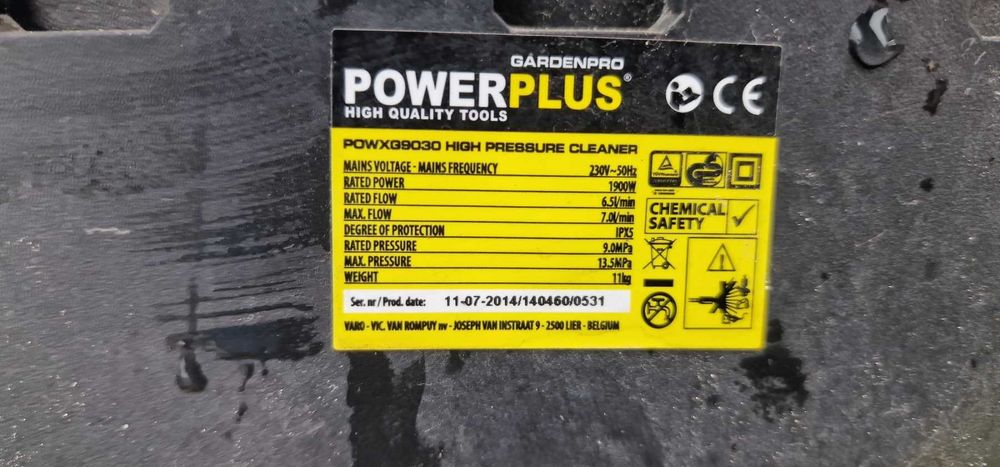 GARDENPRO
POWERPLUS®
HIGH QUALITY TOOLS
CE
POWXG9030 HIGH PRESSURE CLEANER
MAINS VOLTAGE - MAINS FREQUENCY 230V~50Hz
RATED POWER 1900W
RATED FLOW 6.5l/min
MAX. FLOW 7.0l/min
DEGREE OF PROTECTION IPX5
RATED PRESSURE 9.0MPa
MAX. PRESSURE 13.5MPa
WEIGHT 11kg
CHEMICAL
SAFETY
Ser. nr / Prod. date: 11-07-2014/140460/0531
VARO - VIC. VAN ROMPUY nv - JOSEPH VAN INSTRAAT 9 - 2500 LIER - BELGIUM